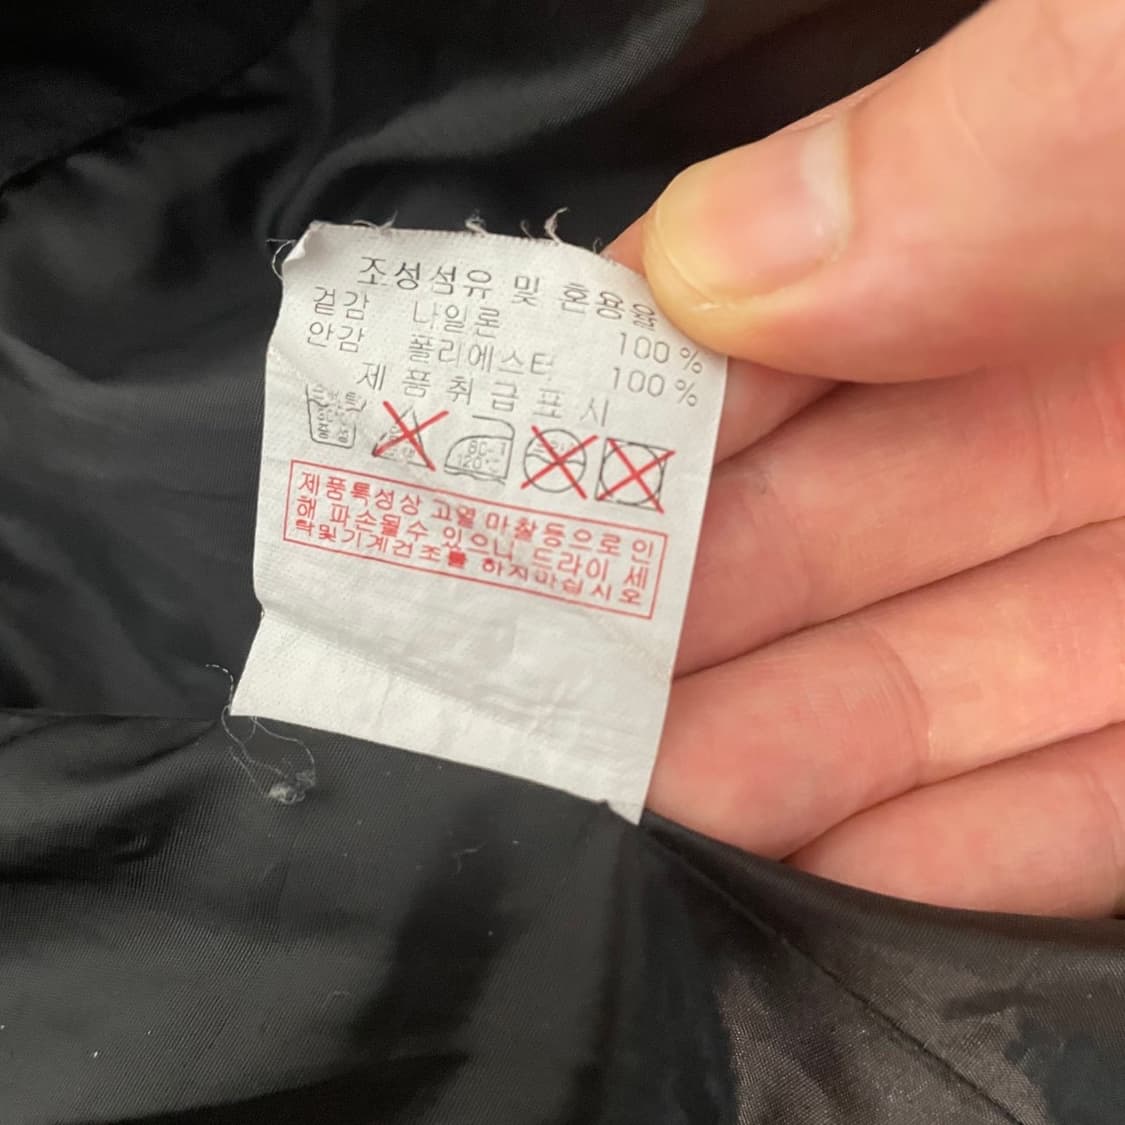 조성섬유 및 혼용율
겉감 나일론 100 %
안감 폴리에스터 100 %
제 품 취 급 표 시
제품특성상 고열 마찰등으로 인
해 파손될수 있으니 드라이 세
탁및기계건조를 하지마십시오